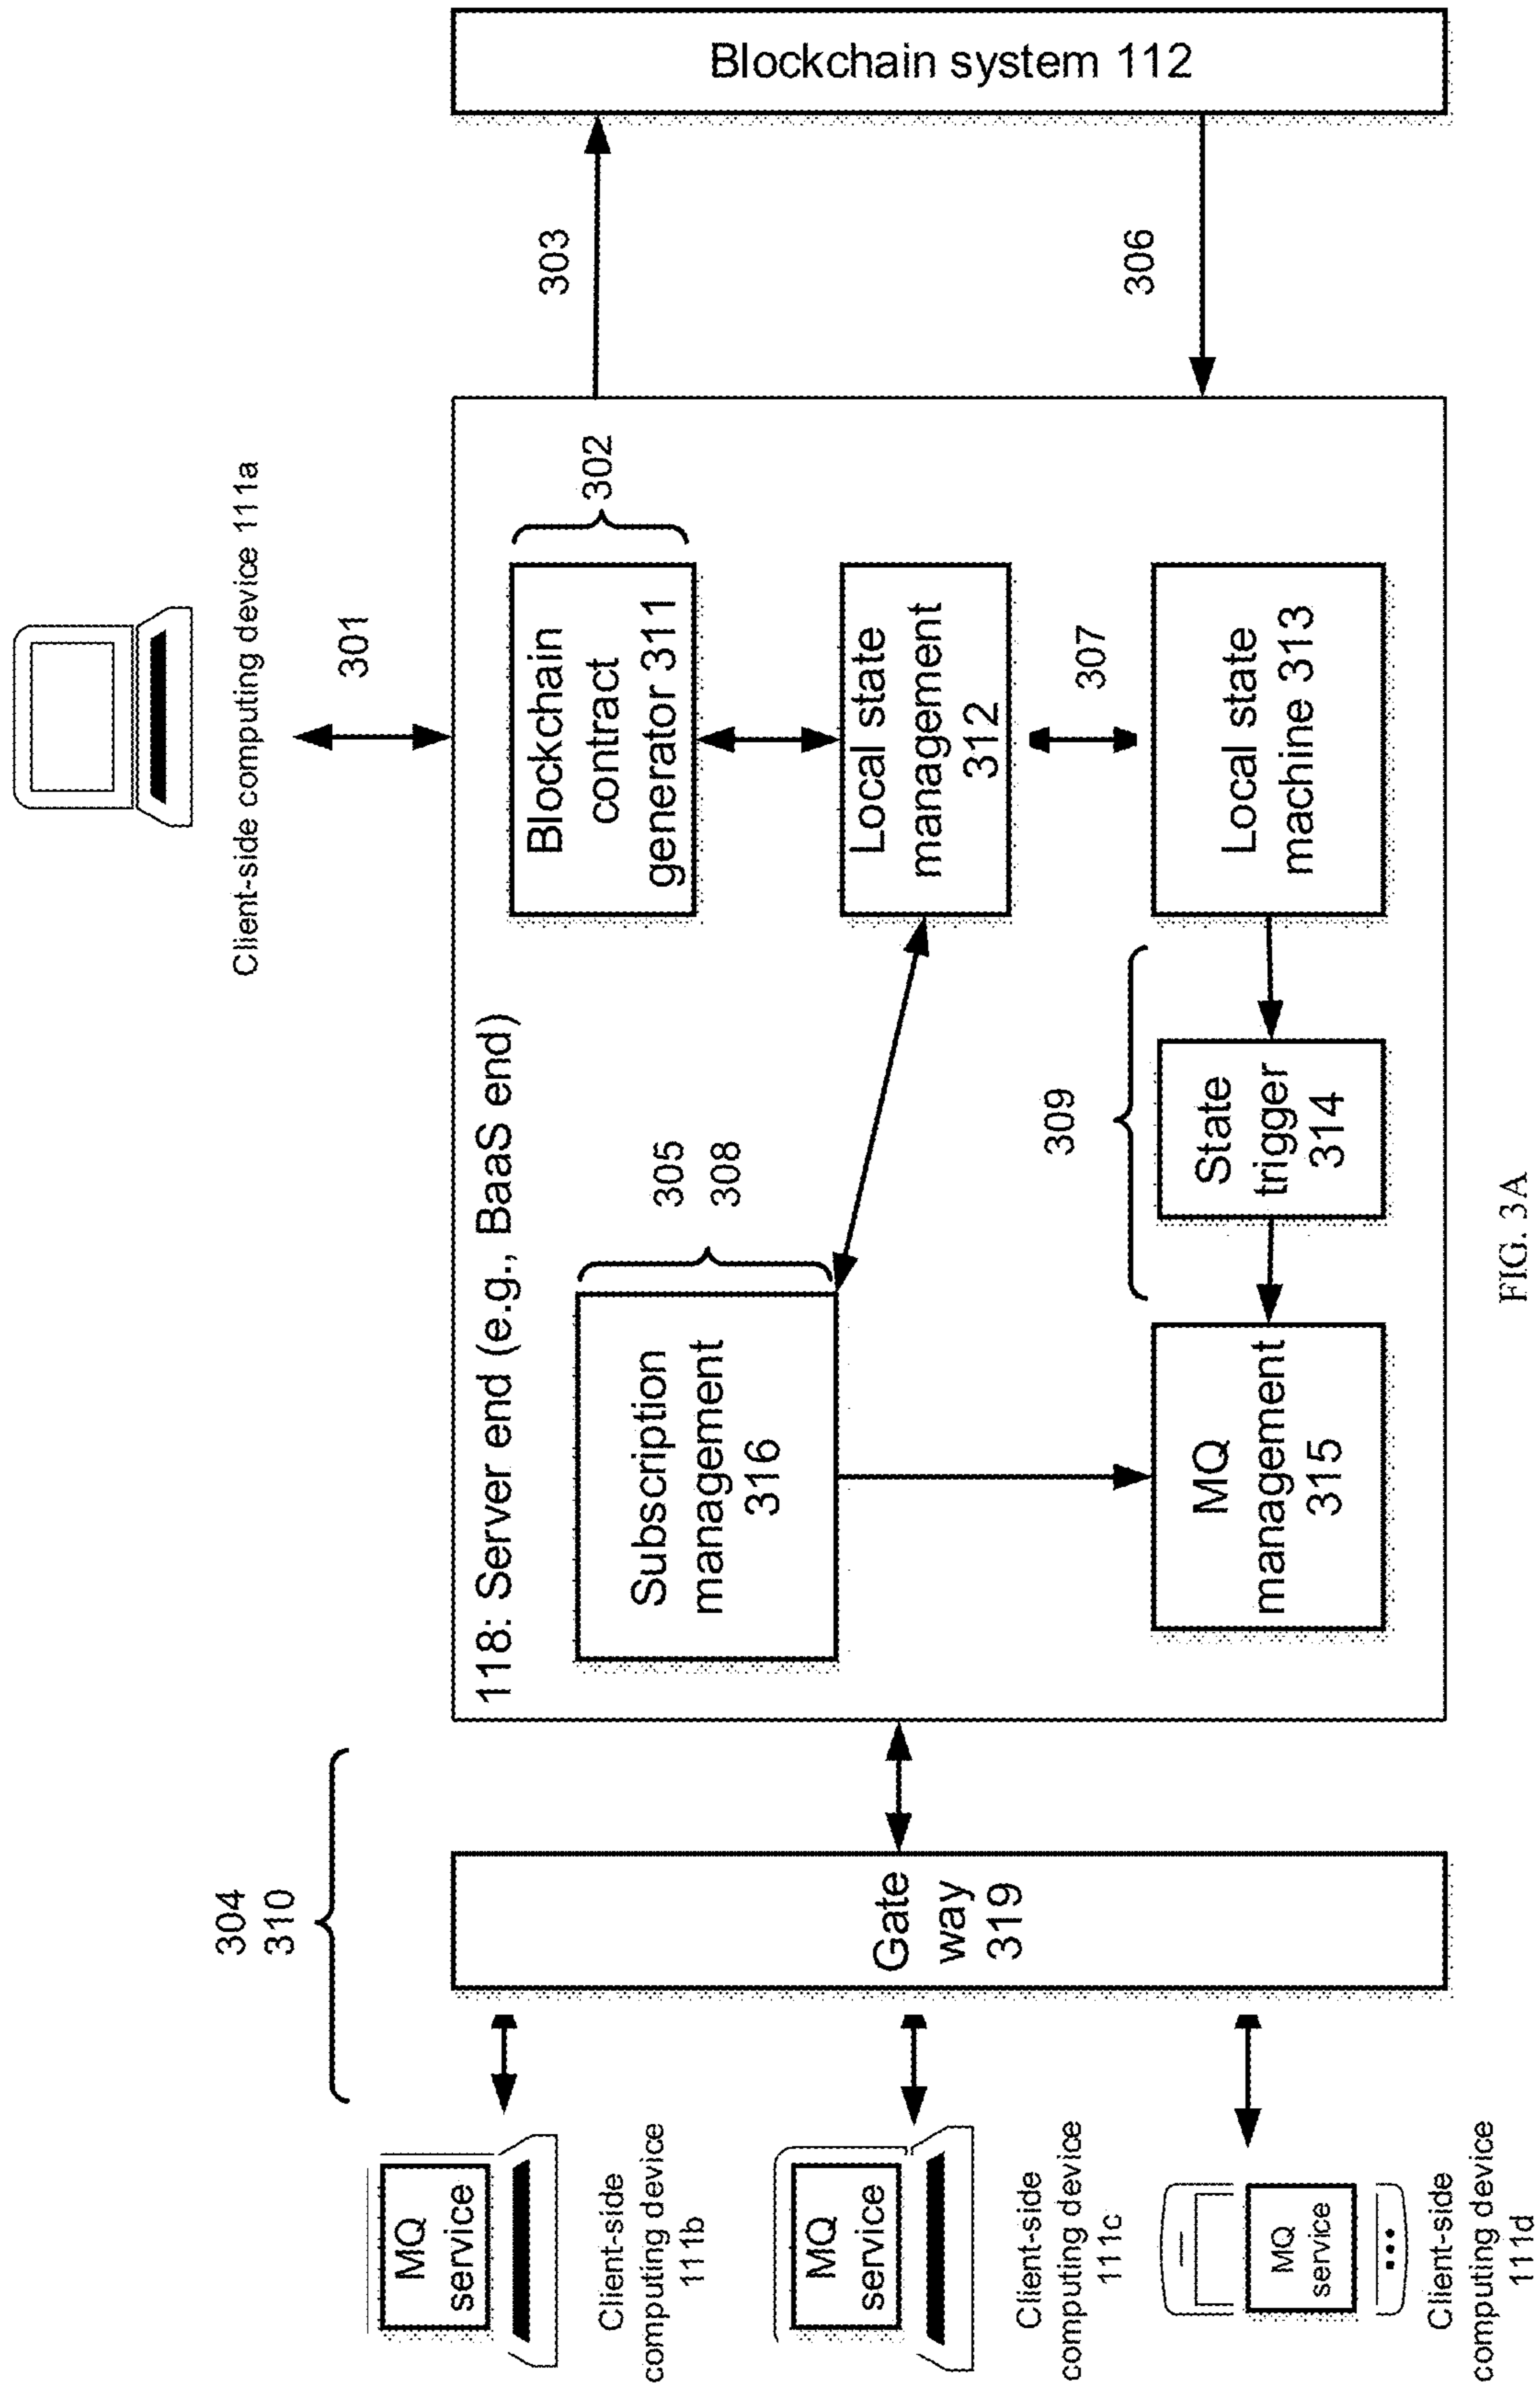 Client-side computing device 111a
301
118: Server end (e.g., BaaS end)
302
303
Blockchain system 112
Blockchain
contract
generator 311
305
308
Subscription
management
316
Local state
management
312
307
306
309
MQ
management
315
State
trigger
314
Local state
machine 313
304
310
Gate
way
319
MQ
service
Client-side
computing device
111b
MQ
service
Client-side
computing device
111c
MQ
service
Client-side
computing device
111d
FIG. 3A